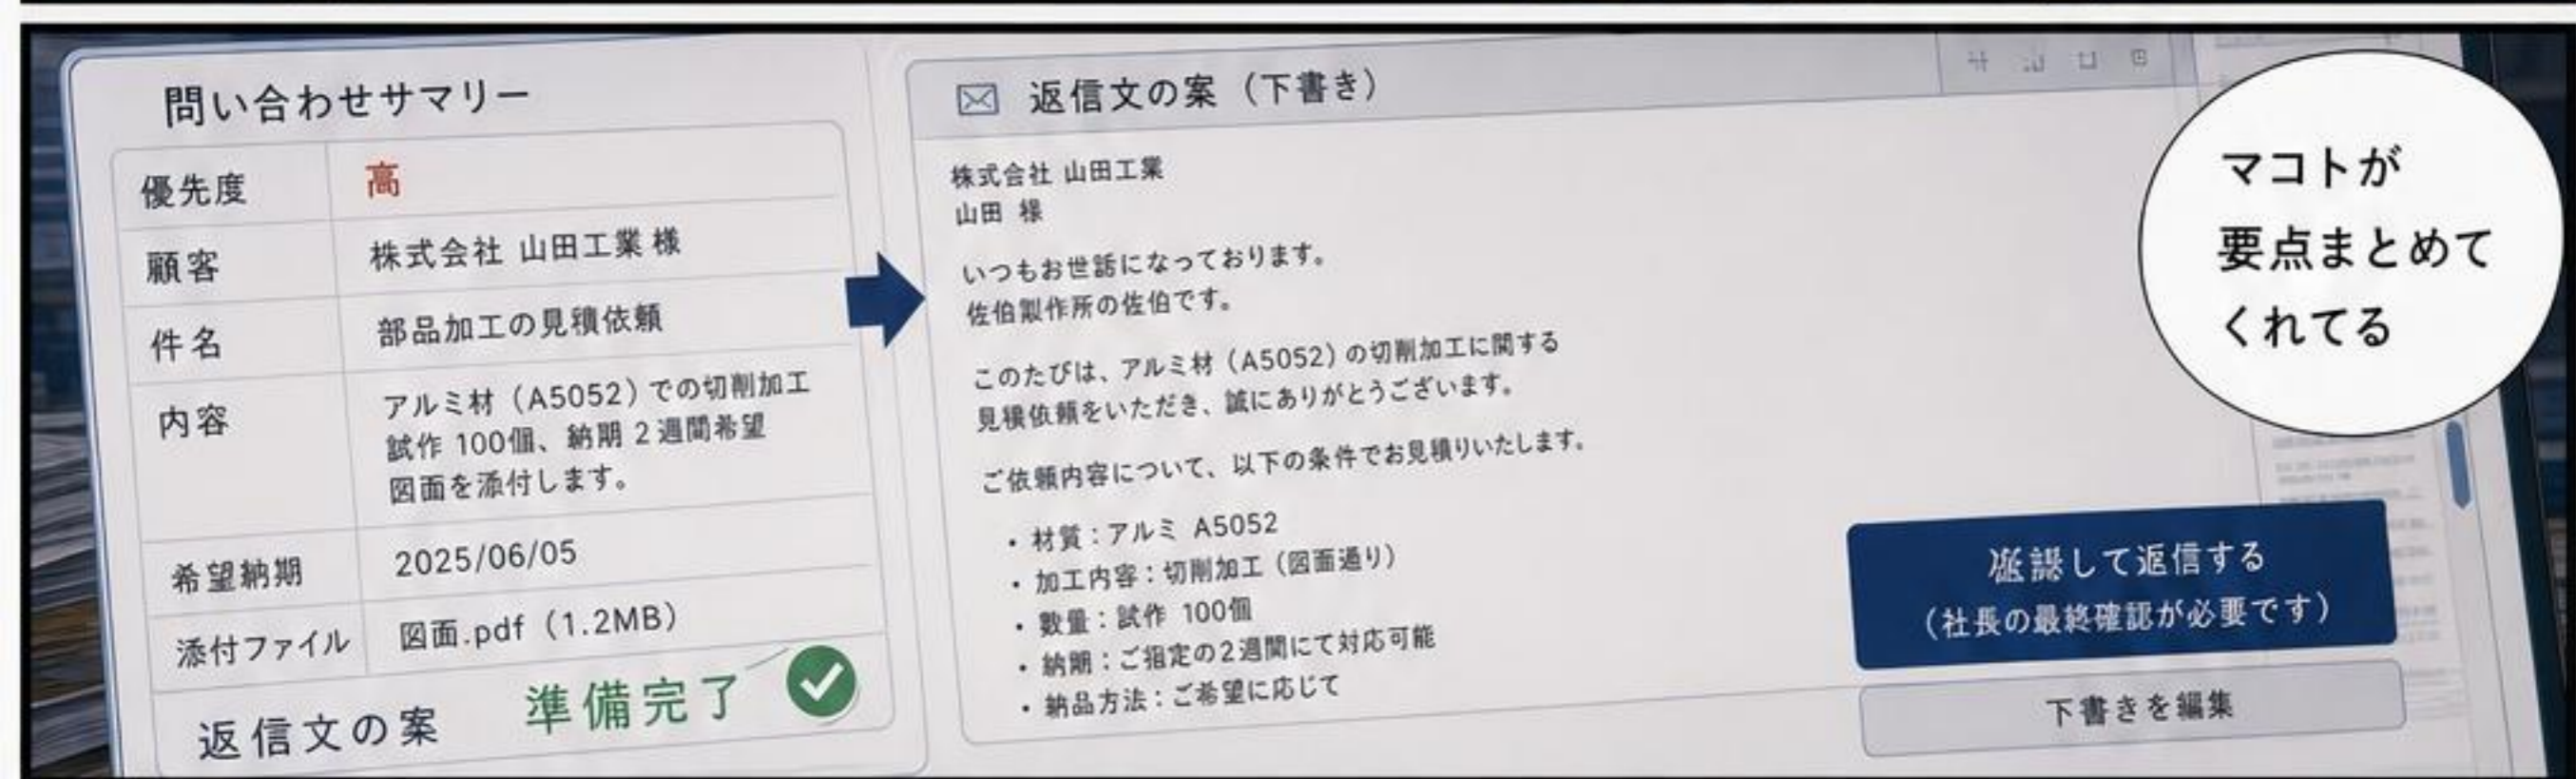 問い合わせサマリー
優先度 高
顧客 株式会社 山田工業 様
件名 部品加工の見積依頼
内容 アルミ材（A5052）での切削加工
試作 100個、納期 2週間希望
図面を添付します。
希望納期 2025/06/05
添付ファイル 図面.pdf（1.2MB）
返信文の案 準備完了
返信文の案（下書き）
株式会社 山田工業
山田 様
いつもお世話になっております。
佐伯製作所の佐伯です。
このたびは、アルミ材（A5052）の切削加工に関する
見積依頼をいただき、誠にありがとうございます。
ご依頼内容について、以下の条件でお見積りいたします。
・材質：アルミ A5052
・加工内容：切削加工（図面通り）
・数量：試作 100個
・納期：ご指定の2週間にて対応可能
・納品方法：ご希望に応じて
マコトが
要点まとめて
くれてる
確認して返信する
（社長の最終確認が必要です）
下書きを編集